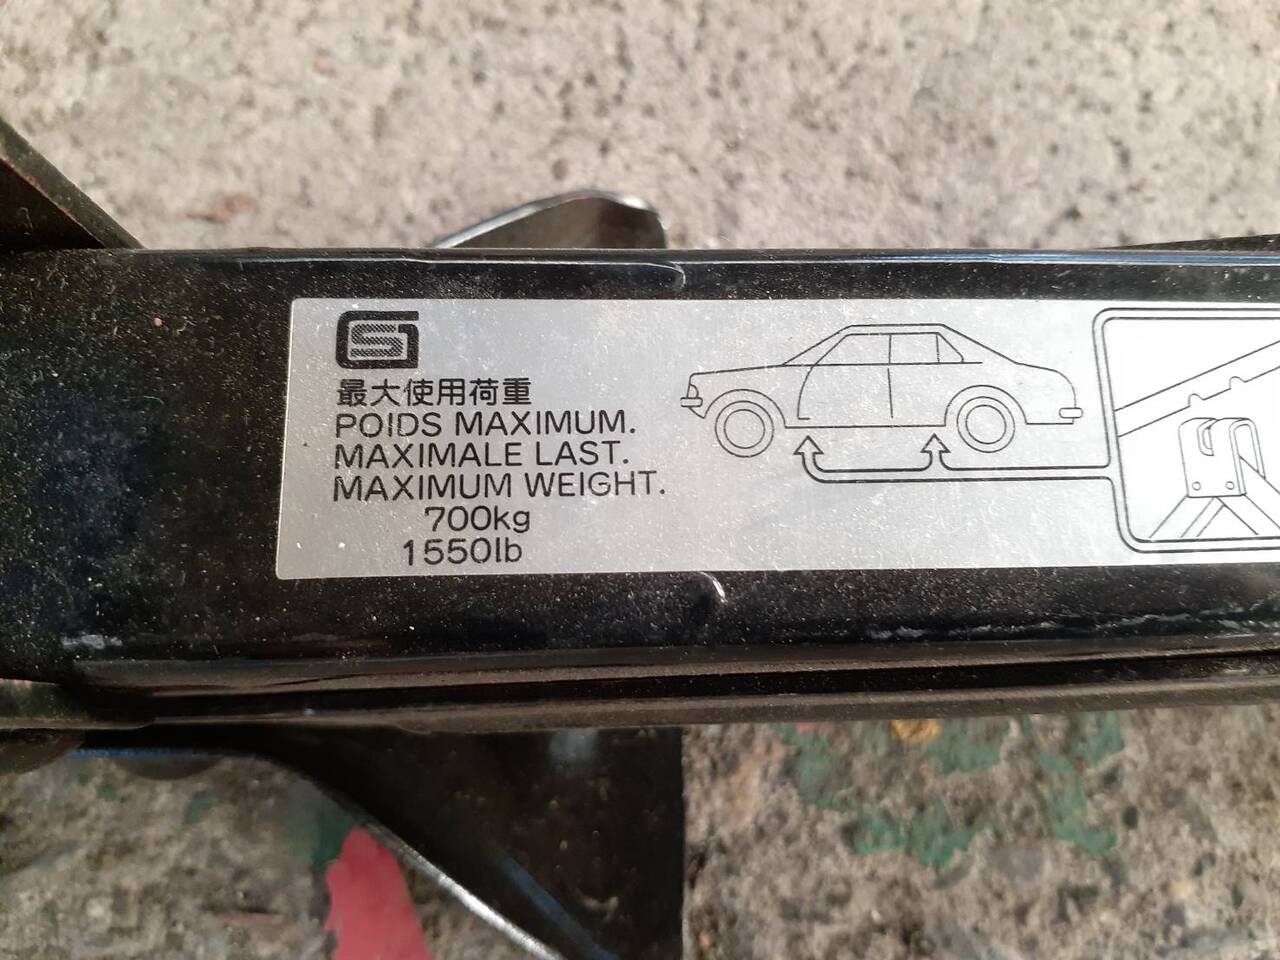 最大使用荷重
POIDS MAXIMUM.
MAXIMALE LAST.
MAXIMUM WEIGHT.
700kg
1550lb